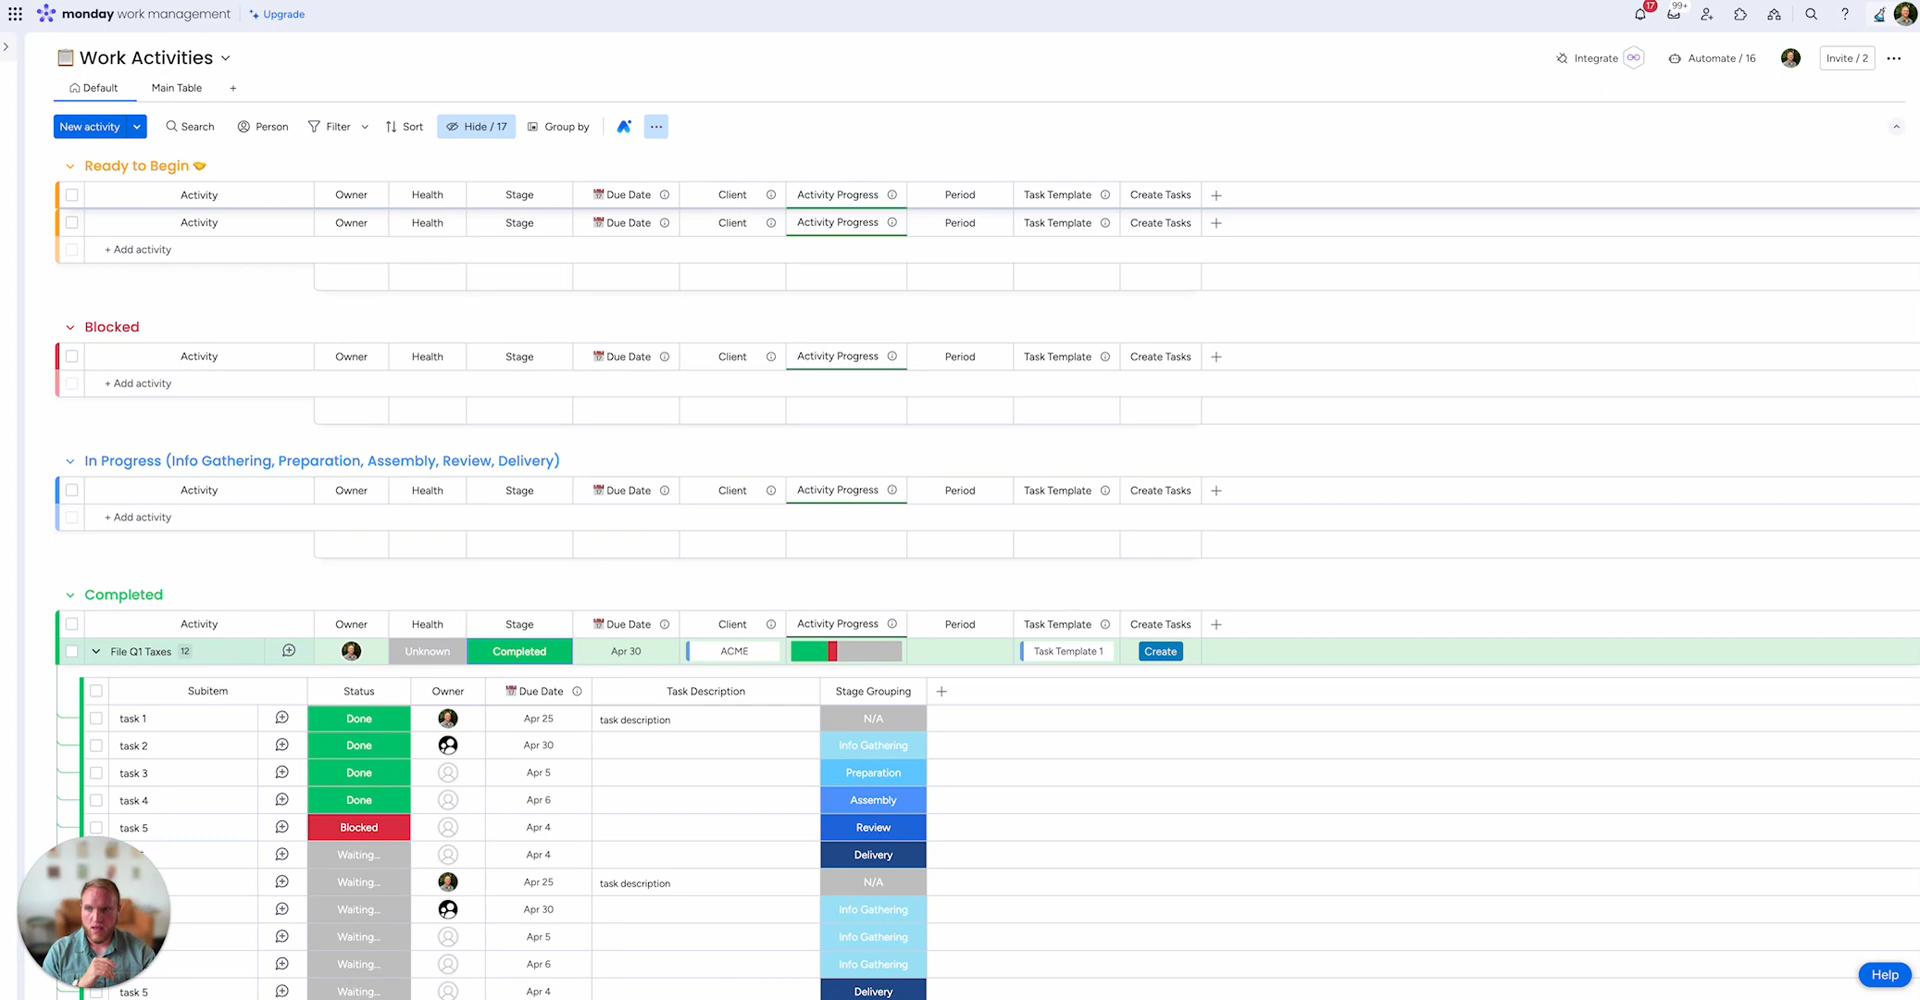 monday work management
Upgrade
17
99+
Work Activities
Integrate
Automate / 16
Invite / 2
Default
Main Table
New activity
Search
Person
Filter
Sort
Hide / 17
Group by
Ready to Begin
Activity Owner Health Stage Due Date Client Activity Progress Period Task Template Create Tasks
Activity Owner Health Stage Due Date Client Activity Progress Period Task Template Create Tasks
+ Add activity
Blocked
Activity Owner Health Stage Due Date Client Activity Progress Period Task Template Create Tasks
+ Add activity
In Progress (Info Gathering, Preparation, Assembly, Review, Delivery)
Activity Owner Health Stage Due Date Client Activity Progress Period Task Template Create Tasks
+ Add activity
Completed
Activity Owner Health Stage Due Date Client Activity Progress Period Task Template Create Tasks
File Q1 Taxes 12 Unknown Completed Apr 30 ACME Task Template 1 Create
Subitem Status Owner Due Date Task Description Stage Grouping
task 1 Done Apr 25 task description N/A
task 2 Done Apr 30 Info Gathering
task 3 Done Apr 5 Preparation
task 4 Done Apr 6 Assembly
task 5 Blocked Apr 4 Review
Waiting... Apr 4 Delivery
Waiting... Apr 25 task description N/A
Waiting... Apr 30 Info Gathering
Waiting... Apr 5 Info Gathering
Waiting... Apr 6 Info Gathering
task 5 Waiting... Apr 4 Delivery
Help